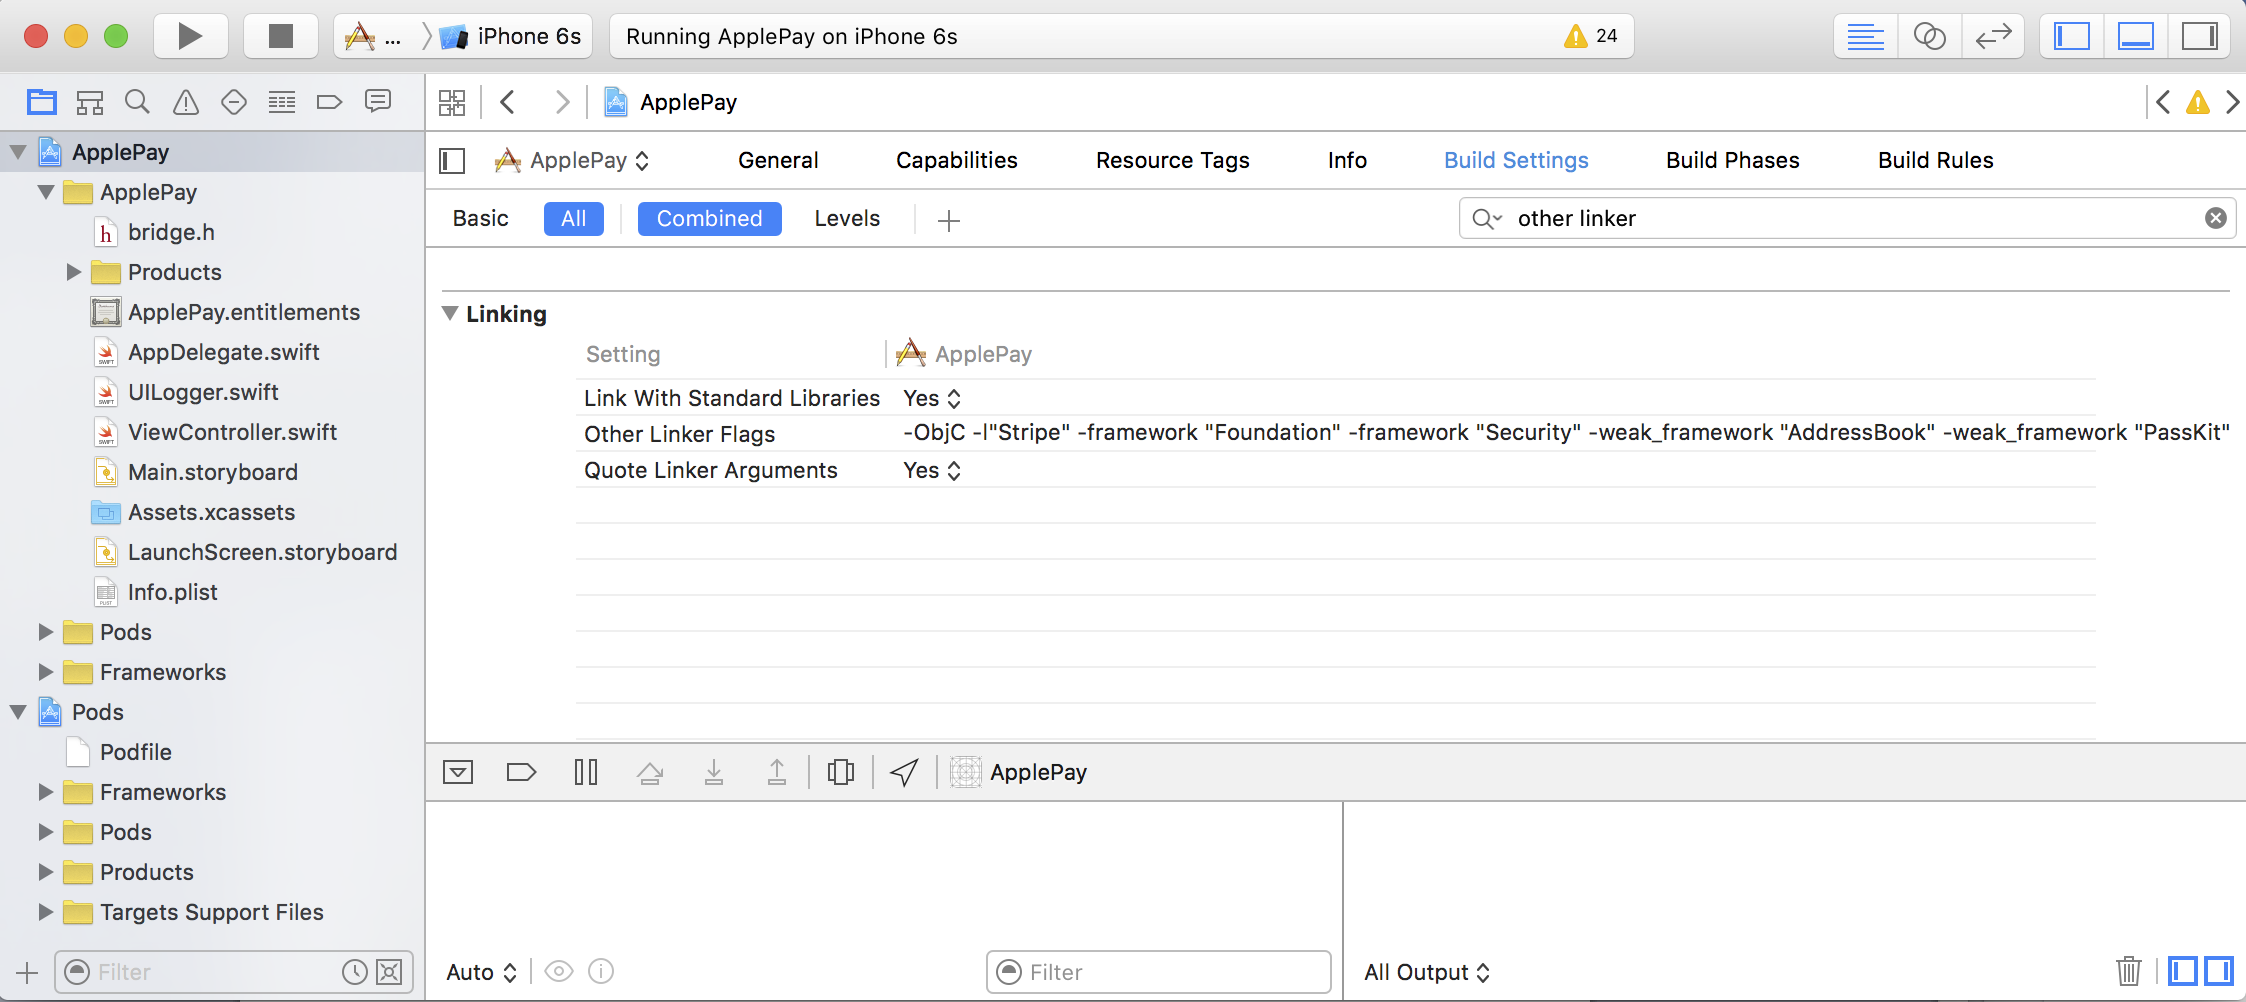 ... iPhone 6s Running ApplePay on iPhone 6s 24
ApplePay
ApplePay
ApplePay
bridge.h
Products
ApplePay.entitlements
AppDelegate.swift
UILogger.swift
ViewController.swift
Main.storyboard
Assets.xcassets
LaunchScreen.storyboard
Info.plist
Pods
Frameworks
Pods
Podfile
Frameworks
Pods
Products
Targets Support Files
Filter
ApplePay General Capabilities Resource Tags Info Build Settings Build Phases Build Rules
Basic All Combined Levels other linker
Linking
Setting ApplePay
Link With Standard Libraries Yes
Other Linker Flags -ObjC -l"Stripe" -framework "Foundation" -framework "Security" -weak_framework "AddressBook" -weak_framework "PassKit"
Quote Linker Arguments Yes
ApplePay
Auto Filter All Output